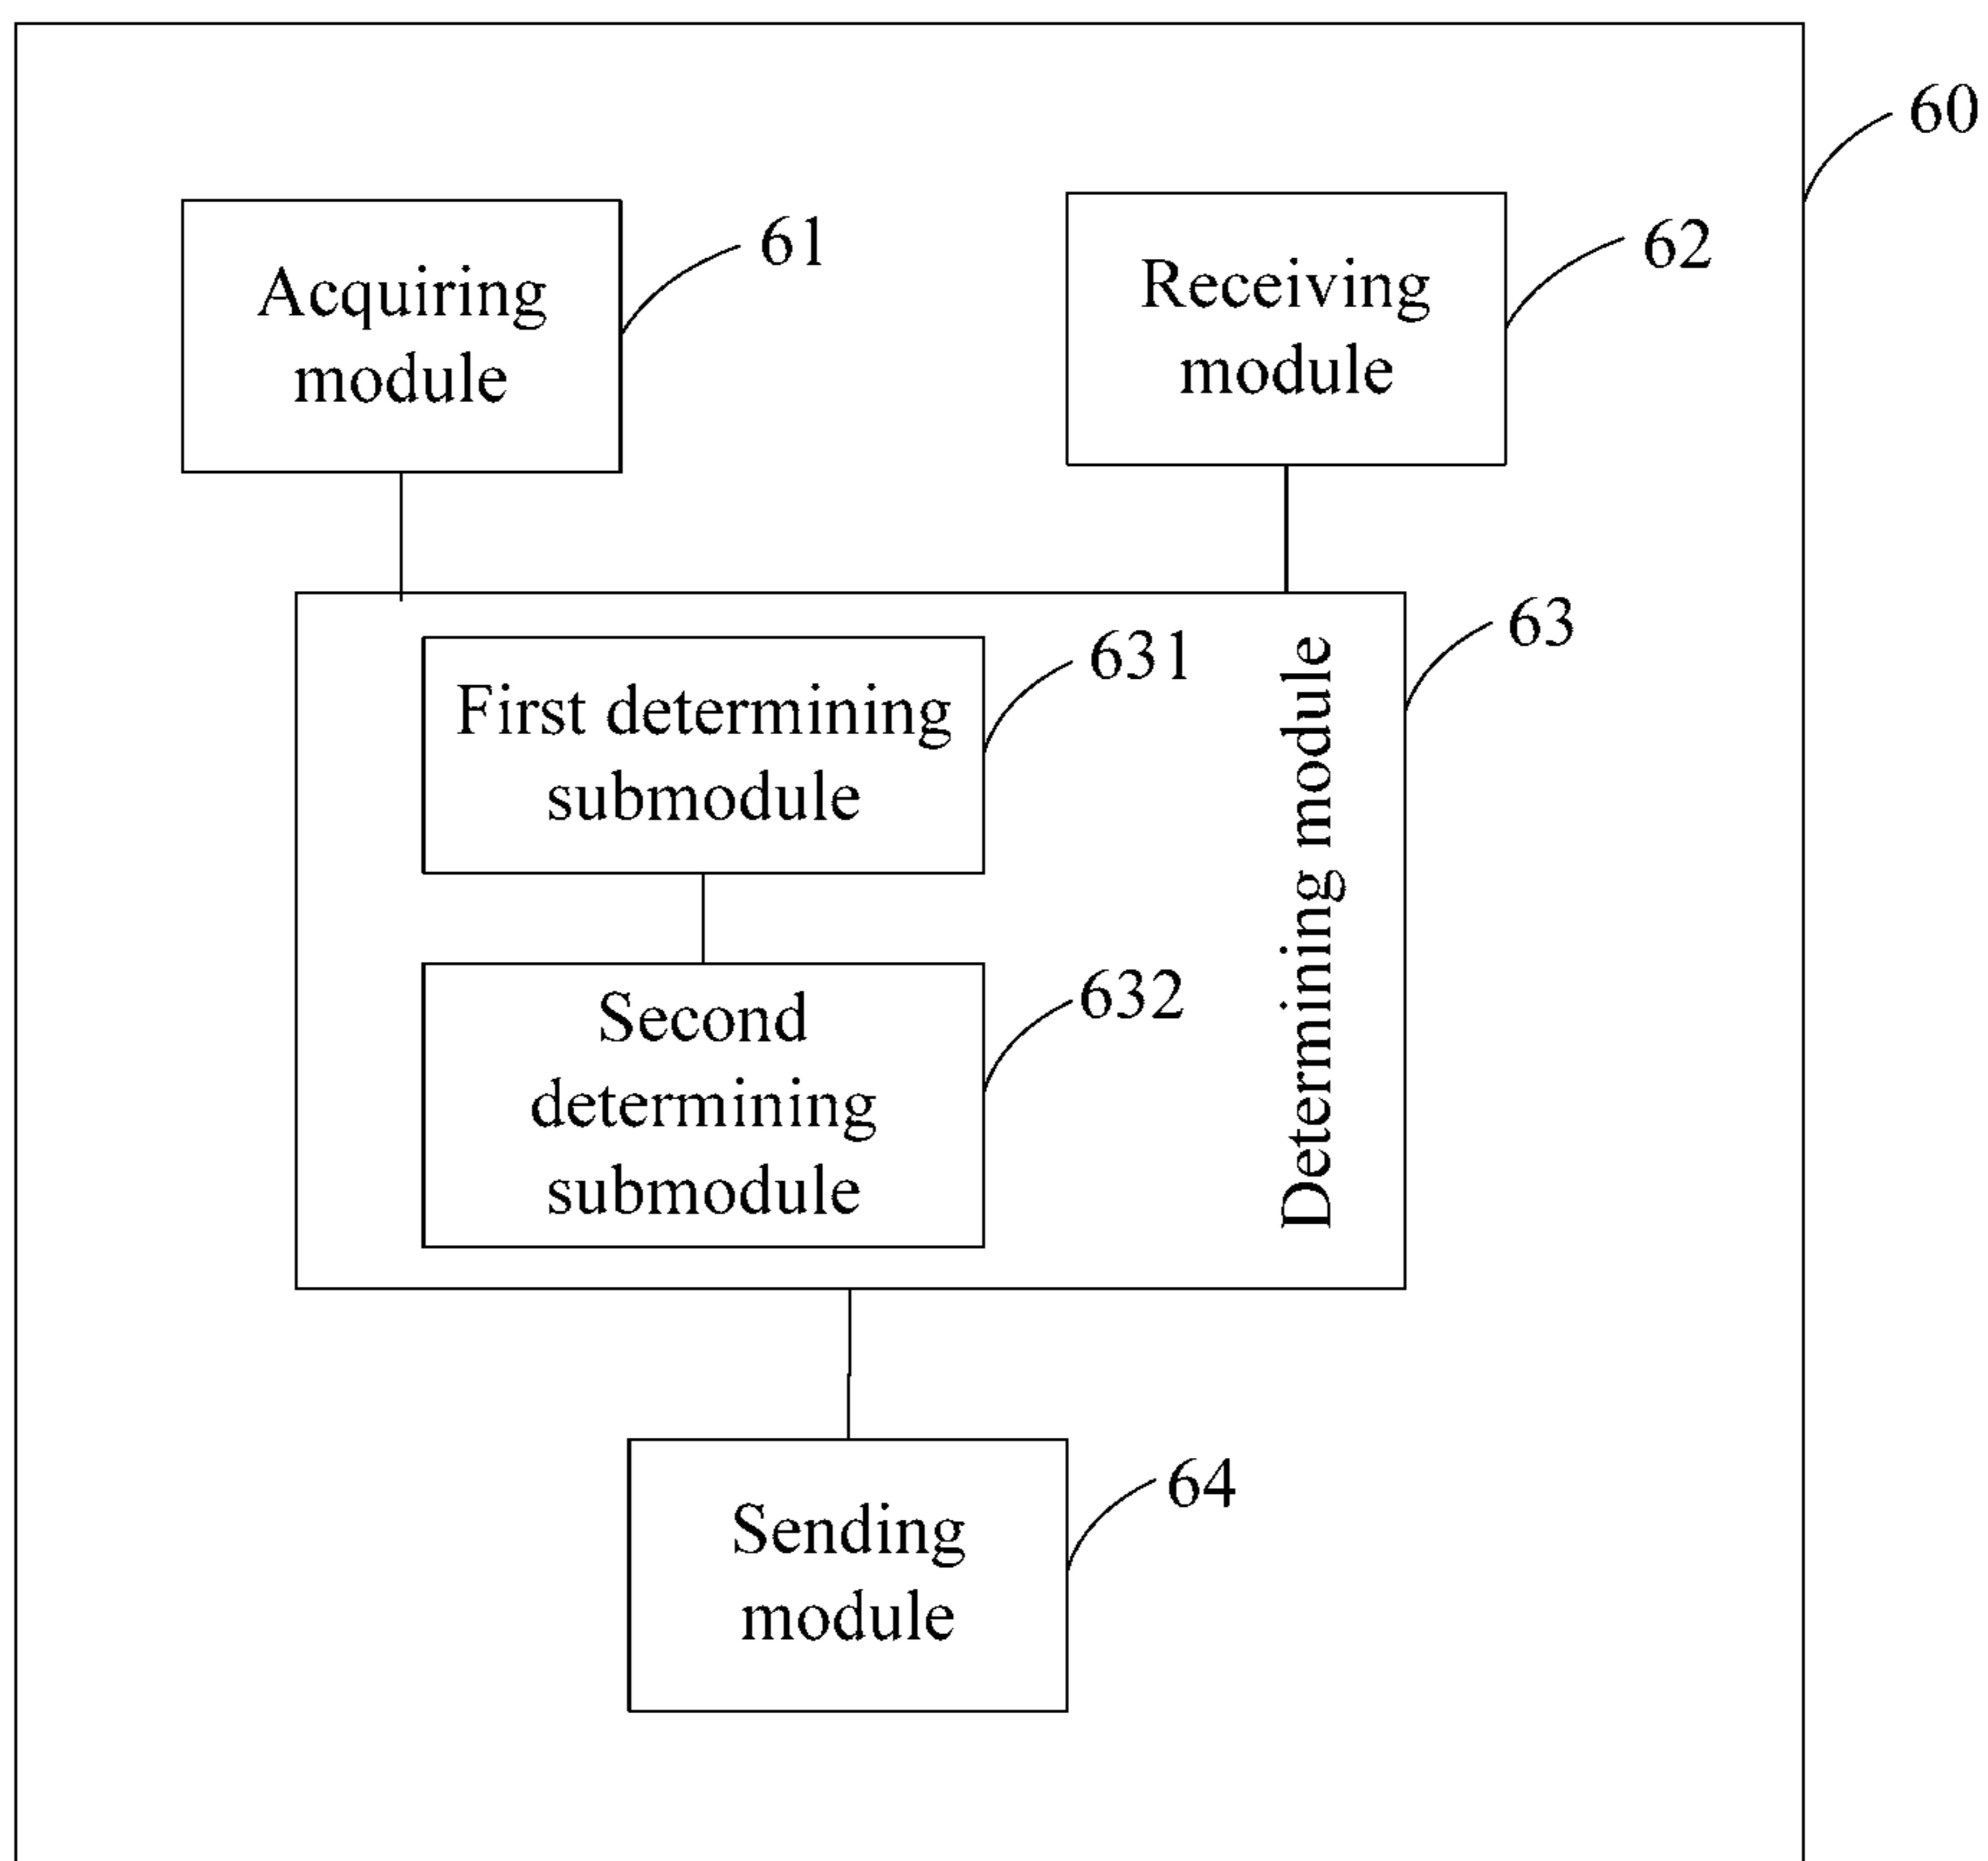 60
Acquiring
module
61
Receiving
module
62
63
First determining
submodule
631
Second
determining
submodule
632
Determining module
Sending
module
64